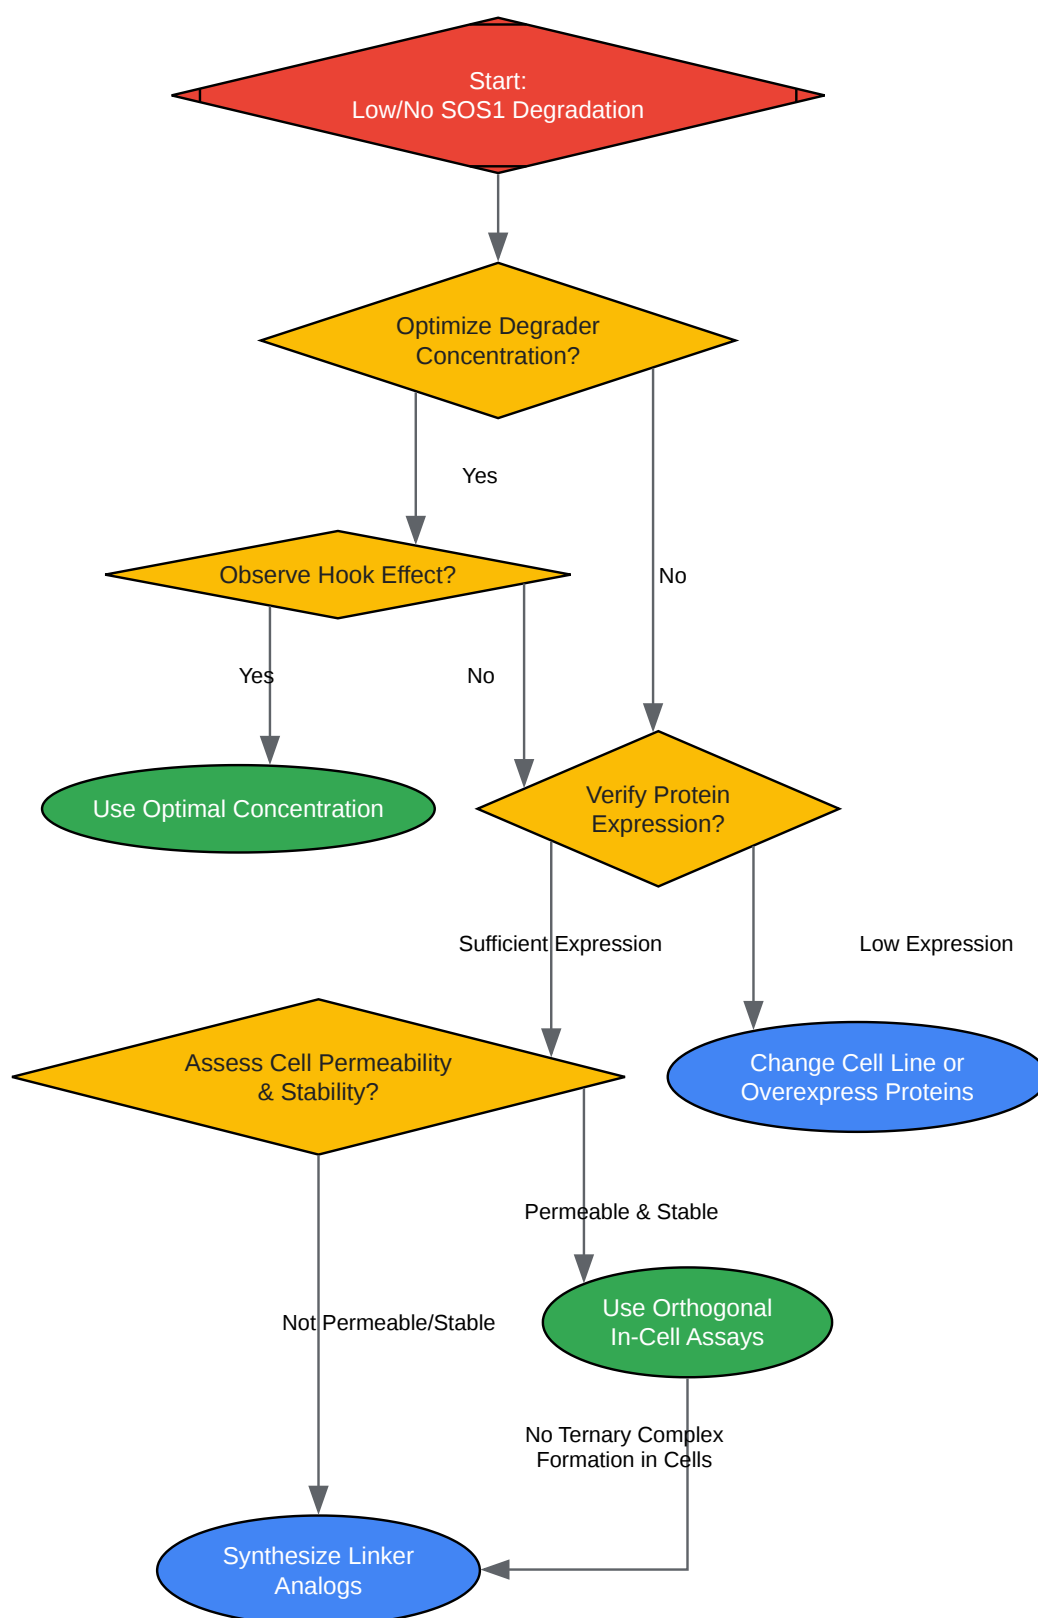 Start:
Low/No SOS1 Degradation
Optimize Degrader
Concentration?
Yes
Observe Hook Effect?
No
Yes
No
Use Optimal Concentration
Verify Protein
Expression?
Sufficient Expression
Low Expression
Assess Cell Permeability
& Stability?
Change Cell Line or
Overexpress Proteins
Permeable & Stable
Not Permeable/Stable
Use Orthogonal
In-Cell Assays
No Ternary Complex
Formation in Cells
Synthesize Linker
Analogs